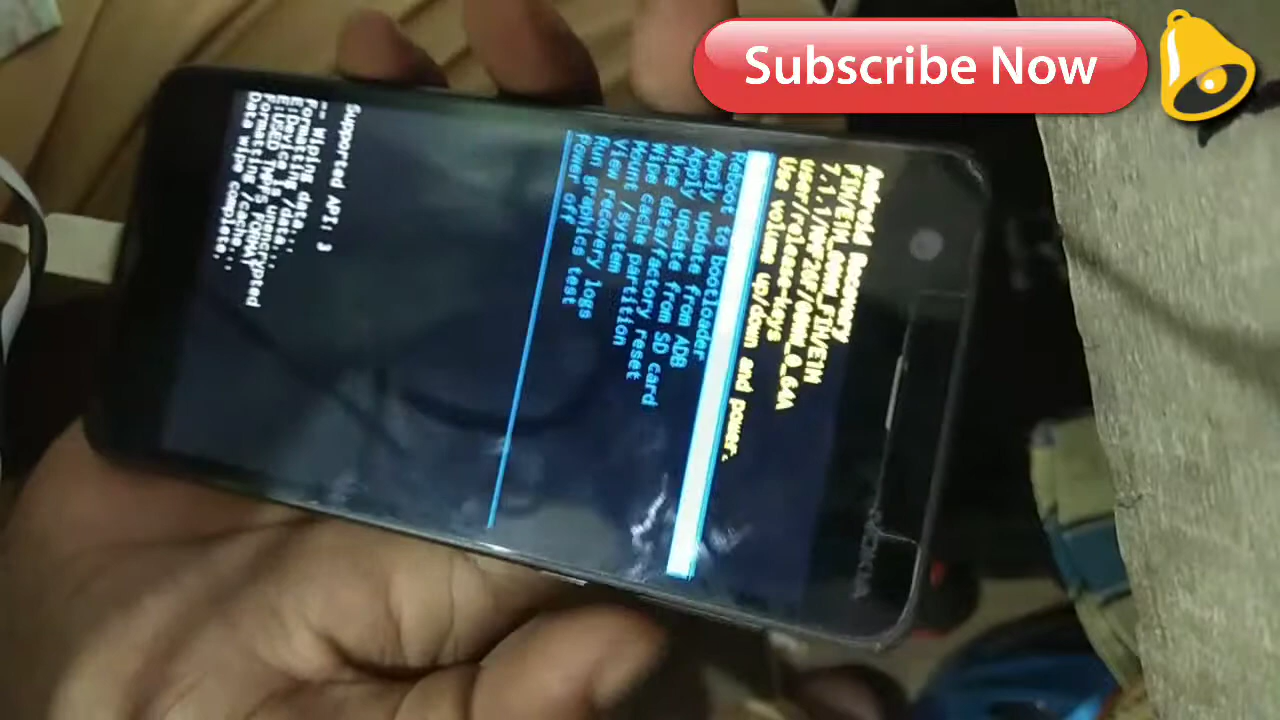 Subscribe Now
Android Recovery
7.1.1/
user/release-keys
Use volume up/down and power.
Reboot to bootloader
Apply update from ADB
Apply update from SD card
Wipe data/factory reset
Wipe cache partition
Mount /system
View recovery logs
Run graphics test
Power off
Supported API: 3
-- Wiping data...
Formatting /data...
Formatting /cache...
Data wipe complete.